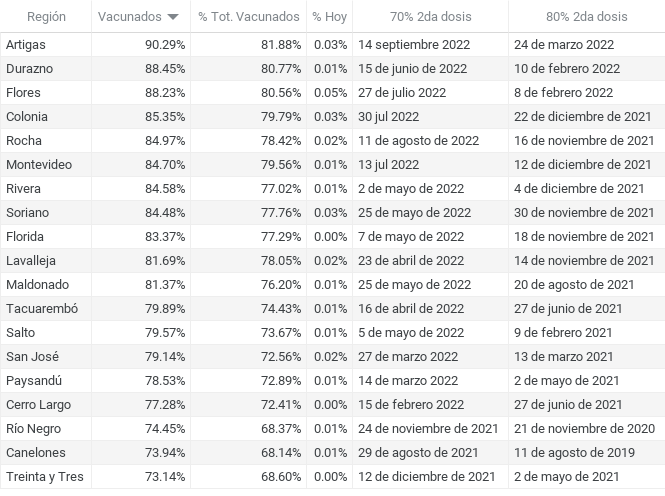 Región Vacunados % Tot. Vacunados % Hoy 70% 2da dosis 80% 2da dosis
Artigas 90.29% 81.88% 0.03% 14 septiembre 2022 24 de marzo 2022
Durazno 88.45% 80.77% 0.01% 15 de junio de 2022 10 de febrero 2022
Flores 88.23% 80.56% 0.05% 27 de julio 2022 8 de febrero 2022
Colonia 85.35% 79.79% 0.03% 30 jul 2022 22 de diciembre de 2021
Rocha 84.97% 78.42% 0.02% 11 de agosto de 2022 16 de noviembre de 2021
Montevideo 84.70% 79.56% 0.01% 13 jul 2022 12 de diciembre de 2021
Rivera 84.58% 77.02% 0.01% 2 de mayo de 2022 4 de diciembre de 2021
Soriano 84.48% 77.76% 0.03% 25 de mayo de 2022 30 de noviembre de 2021
Florida 83.37% 77.29% 0.00% 7 de mayo de 2022 18 de noviembre de 2021
Lavalleja 81.69% 78.05% 0.02% 23 de abril de 2022 14 de noviembre de 2021
Maldonado 81.37% 76.20% 0.01% 25 de mayo de 2022 20 de agosto de 2021
Tacuarembó 79.89% 74.43% 0.01% 16 de abril de 2022 27 de junio de 2021
Salto 79.57% 73.67% 0.01% 5 de mayo de 2022 9 de febrero 2021
San José 79.14% 72.56% 0.02% 27 de marzo 2022 13 de marzo 2021
Paysandú 78.53% 72.89% 0.01% 14 de marzo 2022 2 de mayo de 2021
Cerro Largo 77.28% 72.41% 0.00% 15 de febrero 2022 27 de junio de 2021
Río Negro 74.45% 68.37% 0.01% 24 de noviembre de 2021 21 de noviembre de 2020
Canelones 73.94% 68.14% 0.01% 29 de agosto de 2021 11 de agosto de 2019
Treinta y Tres 73.14% 68.60% 0.00% 12 de diciembre de 2021 2 de mayo de 2021